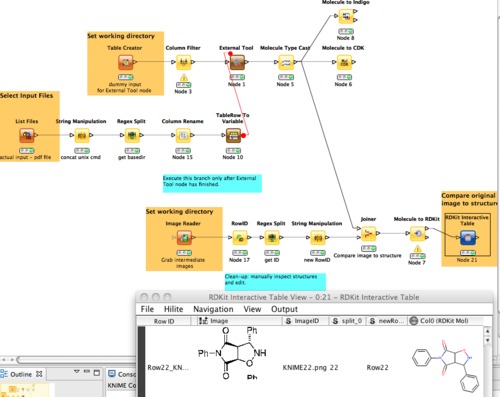 Molecule to Indigo
Node 8
Set working directory
Table Creator
Column Filter
External Tool
Molecule Type Cast
Molecule to CDK
dummy input
for External Tool node
Node 3
Node 1
Node 5
Node 6
Select Input Files
List Files
String Manipulation
Regex Split
Column Rename
TableRow To
Variable
actual input - pdf file
concat unix cmd
get basedir
Node 15
Node 10
Execute this branch only after External
Tool node has finished.
Compare original
image to structure
Set working directory
Image Reader
RowID
Regex Split
String Manipulation
Joiner
Molecule to RDKit
RDKit Interactive
Table
Grab intermediate
images
Node 17
get ID
new RowID
Compare image to structure
Node 7
Node 21
Clean-up: manually inspect structures
and edit.
RDKit Interactive Table View - 0:21 - RDKit Interactive Table
File Hilite Navigation View Output
Row ID
Image
S ImageID
S split_0
S newRo...
Col0 (RDKit Mol)
Row22_KN...
O
Ph
Ph-N
NH
O
O
Ph
KNIME22.png
22
Row22
Outline
Consol
KNIME Con